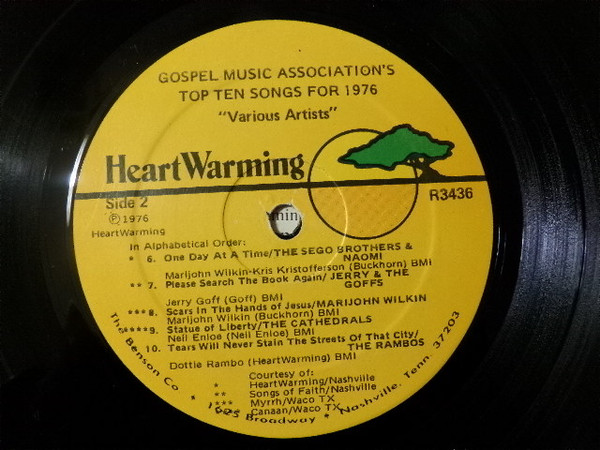 GOSPEL MUSIC ASSOCIATION'S
TOP TEN SONGS FOR 1976
"Various Artists"
HeartWarming
Side 2
R3436
℗ 1976
HeartWarming
min
In Alphabetical Order:
* 6. One Day At A Time/THE SEGO BROTHERS &
NAOMI
Marijohn Wilkin-Kris Kristofferson (Buckhorn) BMI
** 7. Please Search The Book Again/ JERRY & THE
GOFFS
Jerry Goff (Goff) BMI
*** 8. Scars In The Hands of Jesus/MARIJOHN WILKIN
Marijohn Wilkin (Buckhorn) BMI
**** 9. Statue of Liberty/THE CATHEDRALS
Neil Enloe (Neil Enloe) BMI
10. Tears Will Never Stain The Streets Of That City/
THE RAMBOS
Dottie Rambo (HeartWarming) BMI
Courtesy of:
* HeartWarming/Nashville
** Songs of Faith/Nashville
*** Myrrh/Waco TX
Canaan/Waco TX
The Benson Co * Broadway * Nashville, Tenn. 37203